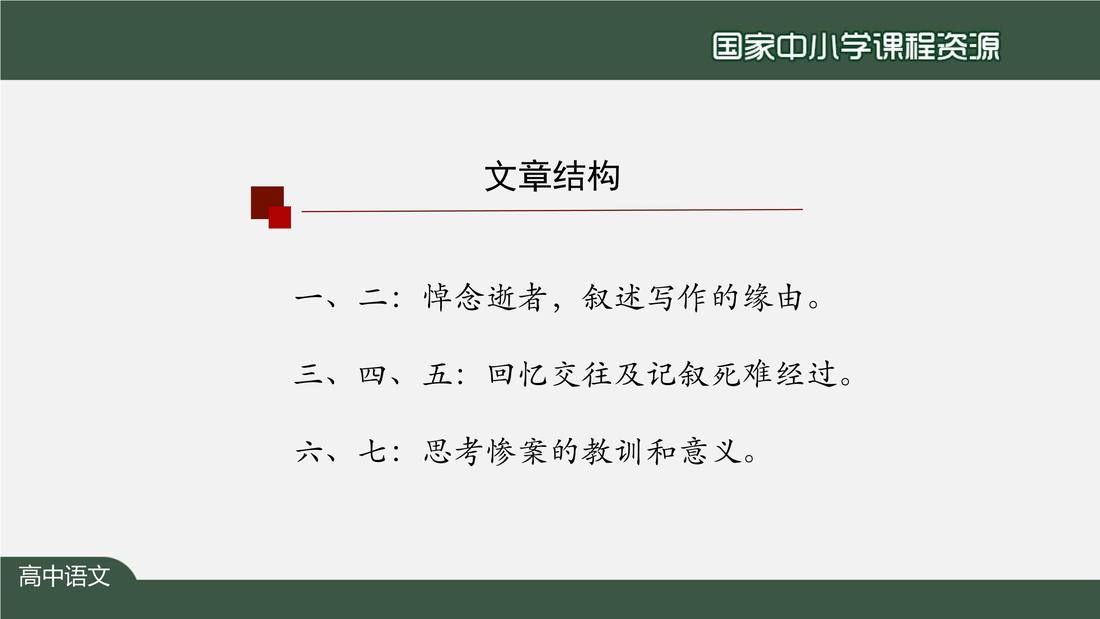 国家中小学课程资源
文章结构
一、二：悼念逝者，叙述写作的缘由。
三、四、五：回忆交往及记叙死难经过。
六、七：思考惨案的教训和意义。
高中语文